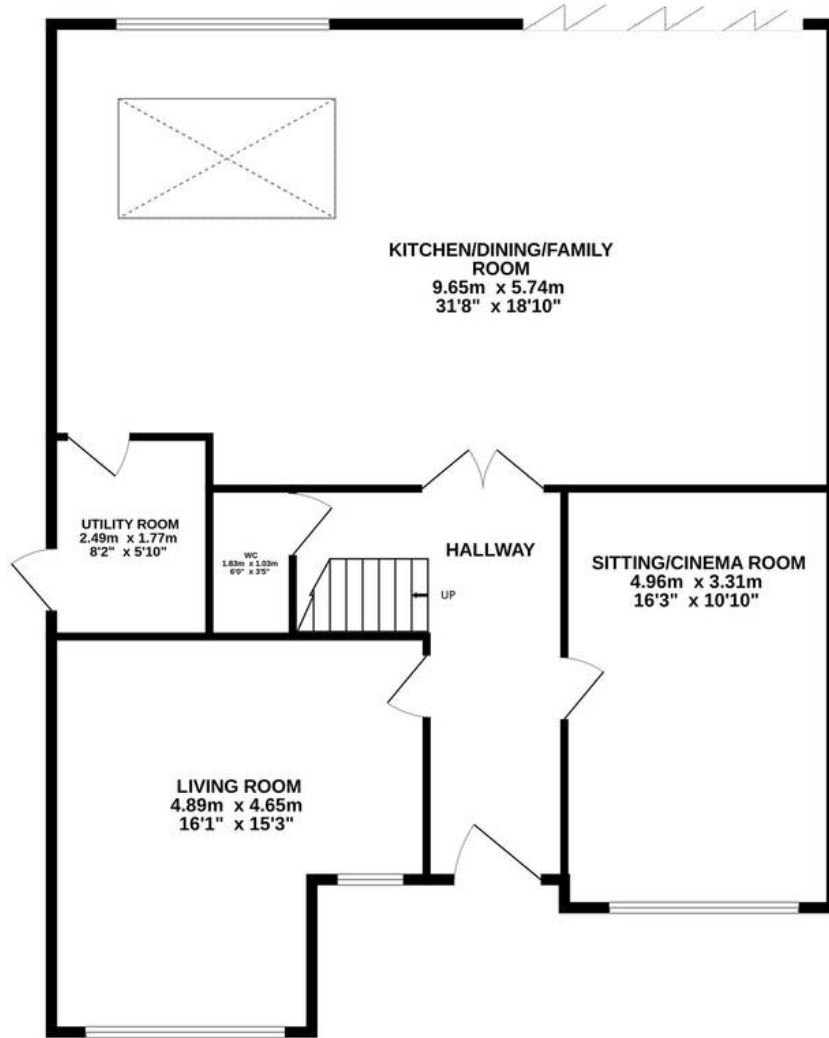 KITCHEN/DINING/FAMILY
ROOM
9.65m x 5.74m
31'8" x 18'10"
UTILITY ROOM
2.49m x 1.77m
8'2" x 5'10"
WC
1.83m x 1.03m
6'0" x 3'5"
HALLWAY
UP
SITTING/CINEMA ROOM
4.96m x 3.31m
16'3" x 10'10"
LIVING ROOM
4.89m x 4.65m
16'1" x 15'3"